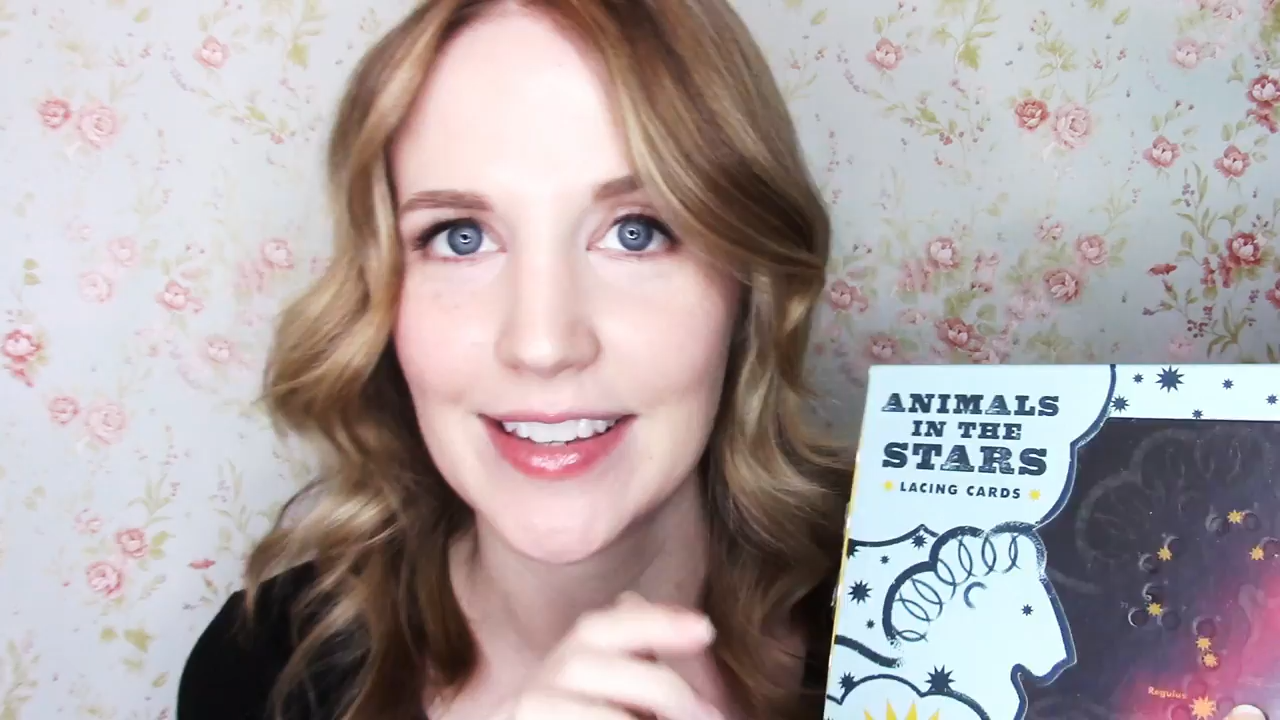 ANIMALS
IN THE
STARS
LACING CARDS
Regulus